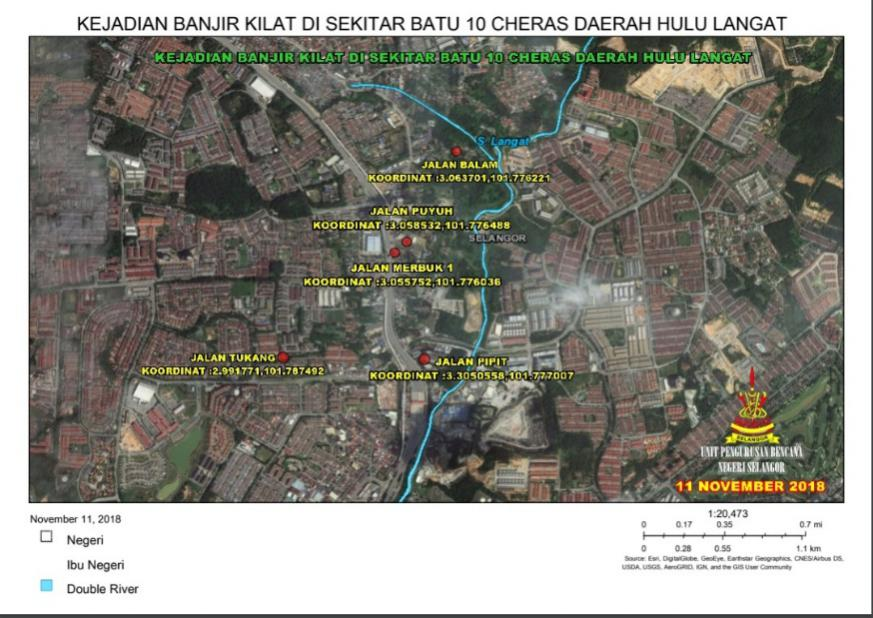 KEJADIAN BANJIR KILAT DI SEKITAR BATU 10 CHERAS DAERAH HULU LANGAT
KEJADIAN BANJIR KILAT DI SEKITAR BATU 10 CHERAS DAERAH HULU LANGAT
S. Langat
JALAN BALAM
KOORDINAT :3.063701,101.776221
JALAN PUYUH
KOORDINAT :3.058532,101.776488
SELANGOR
JALAN MERBUK 1
KOORDINAT :3.055752,101.776036
JALAN TUKANG
KOORDINAT :2.991771,101.787492
JALAN PIPIT
KOORDINAT :3.3050558,101.777007
SELANGOR
UNIT PENGURUSAN BENCANA
NEGERI SELANGOR
11 NOVEMBER 2018
November 11, 2018
Negeri
Ibu Negeri
Double River
1:20,473
0 0.17 0.35 0.7 mi
0 0.28 0.55 1.1 km
Source: Esri, DigitalGlobe, GeoEye, Earthstar Geographics, CNES/Airbus DS,
USDA, USGS, AeroGRID, IGN, and the GIS User Community